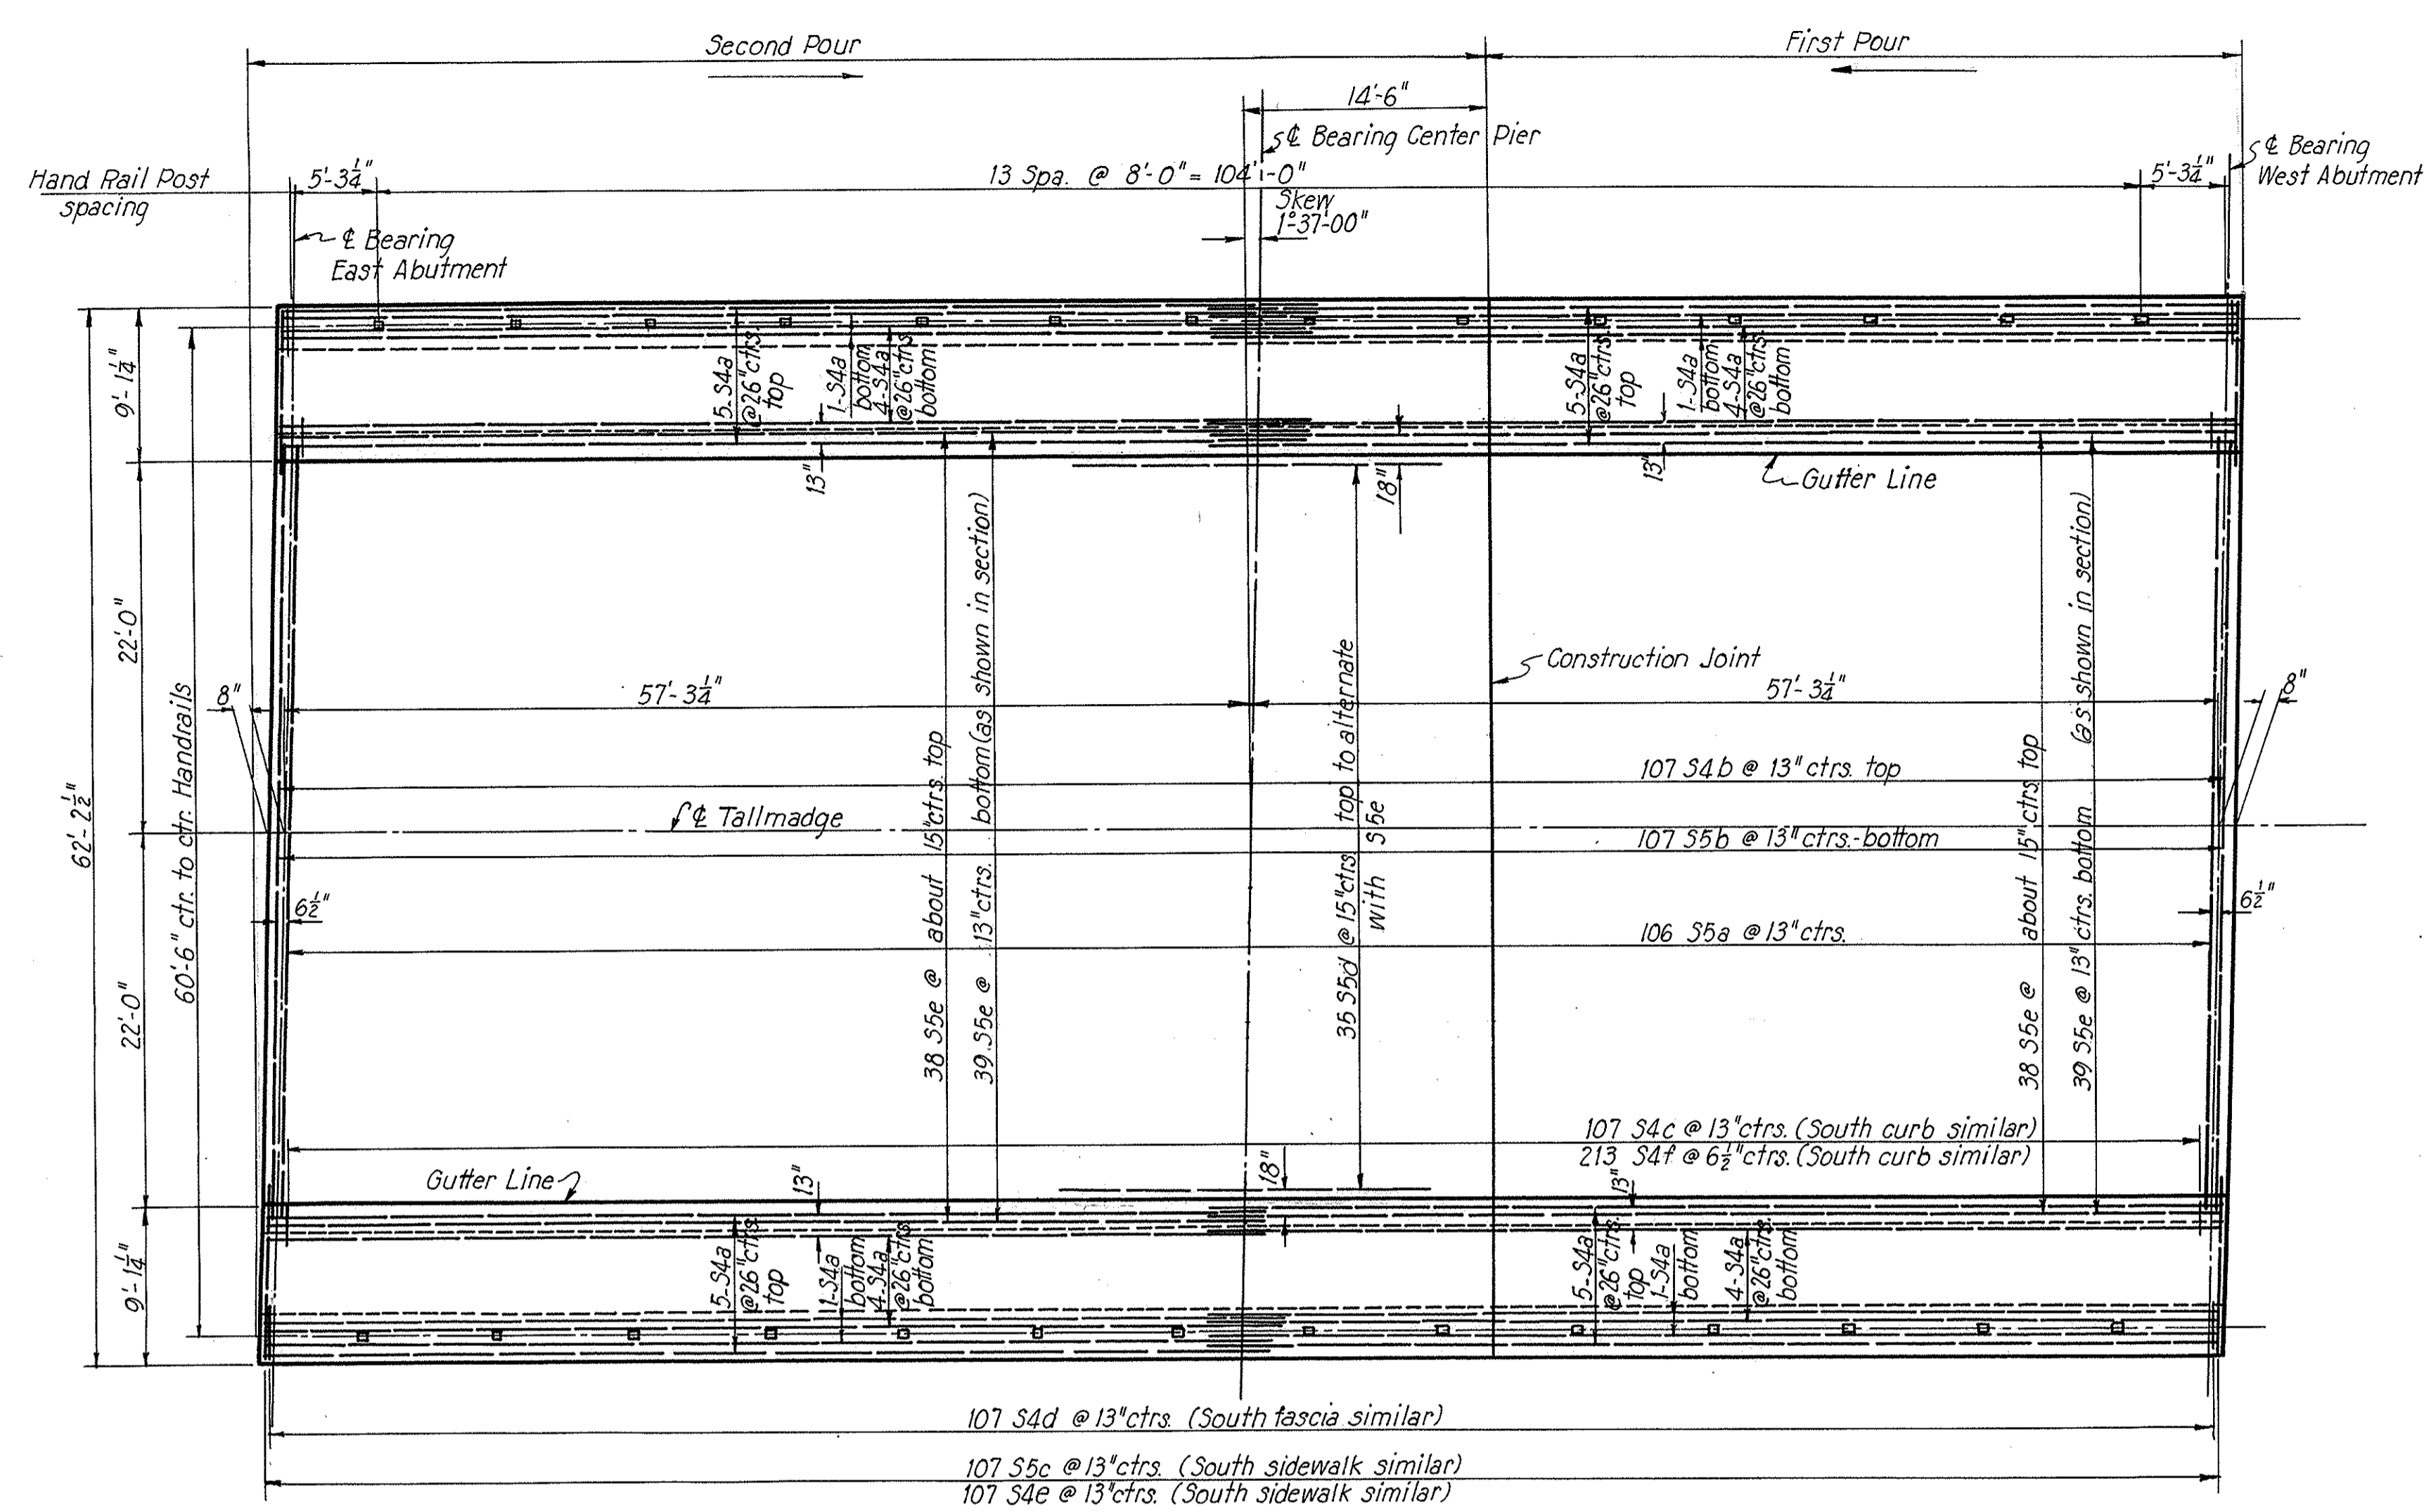 Second Pour
First Pour
14'-6"
℄ Bearing Center Pier
℄ Bearing
West Abutment
Hand Rail Post
spacing
5'-3¼"
13 Spa. @ 8'-0" = 104'-0"
5'-3¼"
Skew
1°-37'-00"
℄ Bearing
East Abutment
9'-1¼"
5-S4a
@26"ctrs.
top
1-S4a
bottom
4-S4a
@26"ctrs.
bottom
5-S4a
@26"ctrs.
top
1-S4a
bottom
4-S4a
@26"ctrs.
bottom
13"
18"
13"
Gutter Line
22'-0"
62'-2½"
60'-6" ctr. to ctr. Handrails
8"
57'-3¼"
Construction Joint
57'-3¼"
8"
107 S4b @ 13" ctrs. top
℄ Tallmadge
107 S5b @ 13" ctrs.-bottom
6½"
6½"
106 S5a @ 13" ctrs.
38 S5e @ about 15"ctrs. top
39 S5e @ 13"ctrs. bottom (as shown in section)
35 S5d @ 15"ctrs. top to alternate
with S5e
38 S5e @ about 15"ctrs. top
39 S5e @ 13" ctrs. bottom (as shown in section)
22'-0"
107 S4c @ 13"ctrs. (South curb similar)
213 S4f @ 6½"ctrs. (South curb similar)
Gutter Line
13"
18"
13"
9'-1¼"
5-S4a
@26"ctrs.
top
1-S4a
bottom
4-S4a
@26"ctrs.
bottom
5-S4a
@26"ctrs.
top
1-S4a
bottom
4-S4a
@26"ctrs.
bottom
107 S4d @ 13"ctrs. (South fascia similar)
107 S5c @ 13"ctrs. (South sidewalk similar)
107 S4e @ 13"ctrs. (South sidewalk similar)